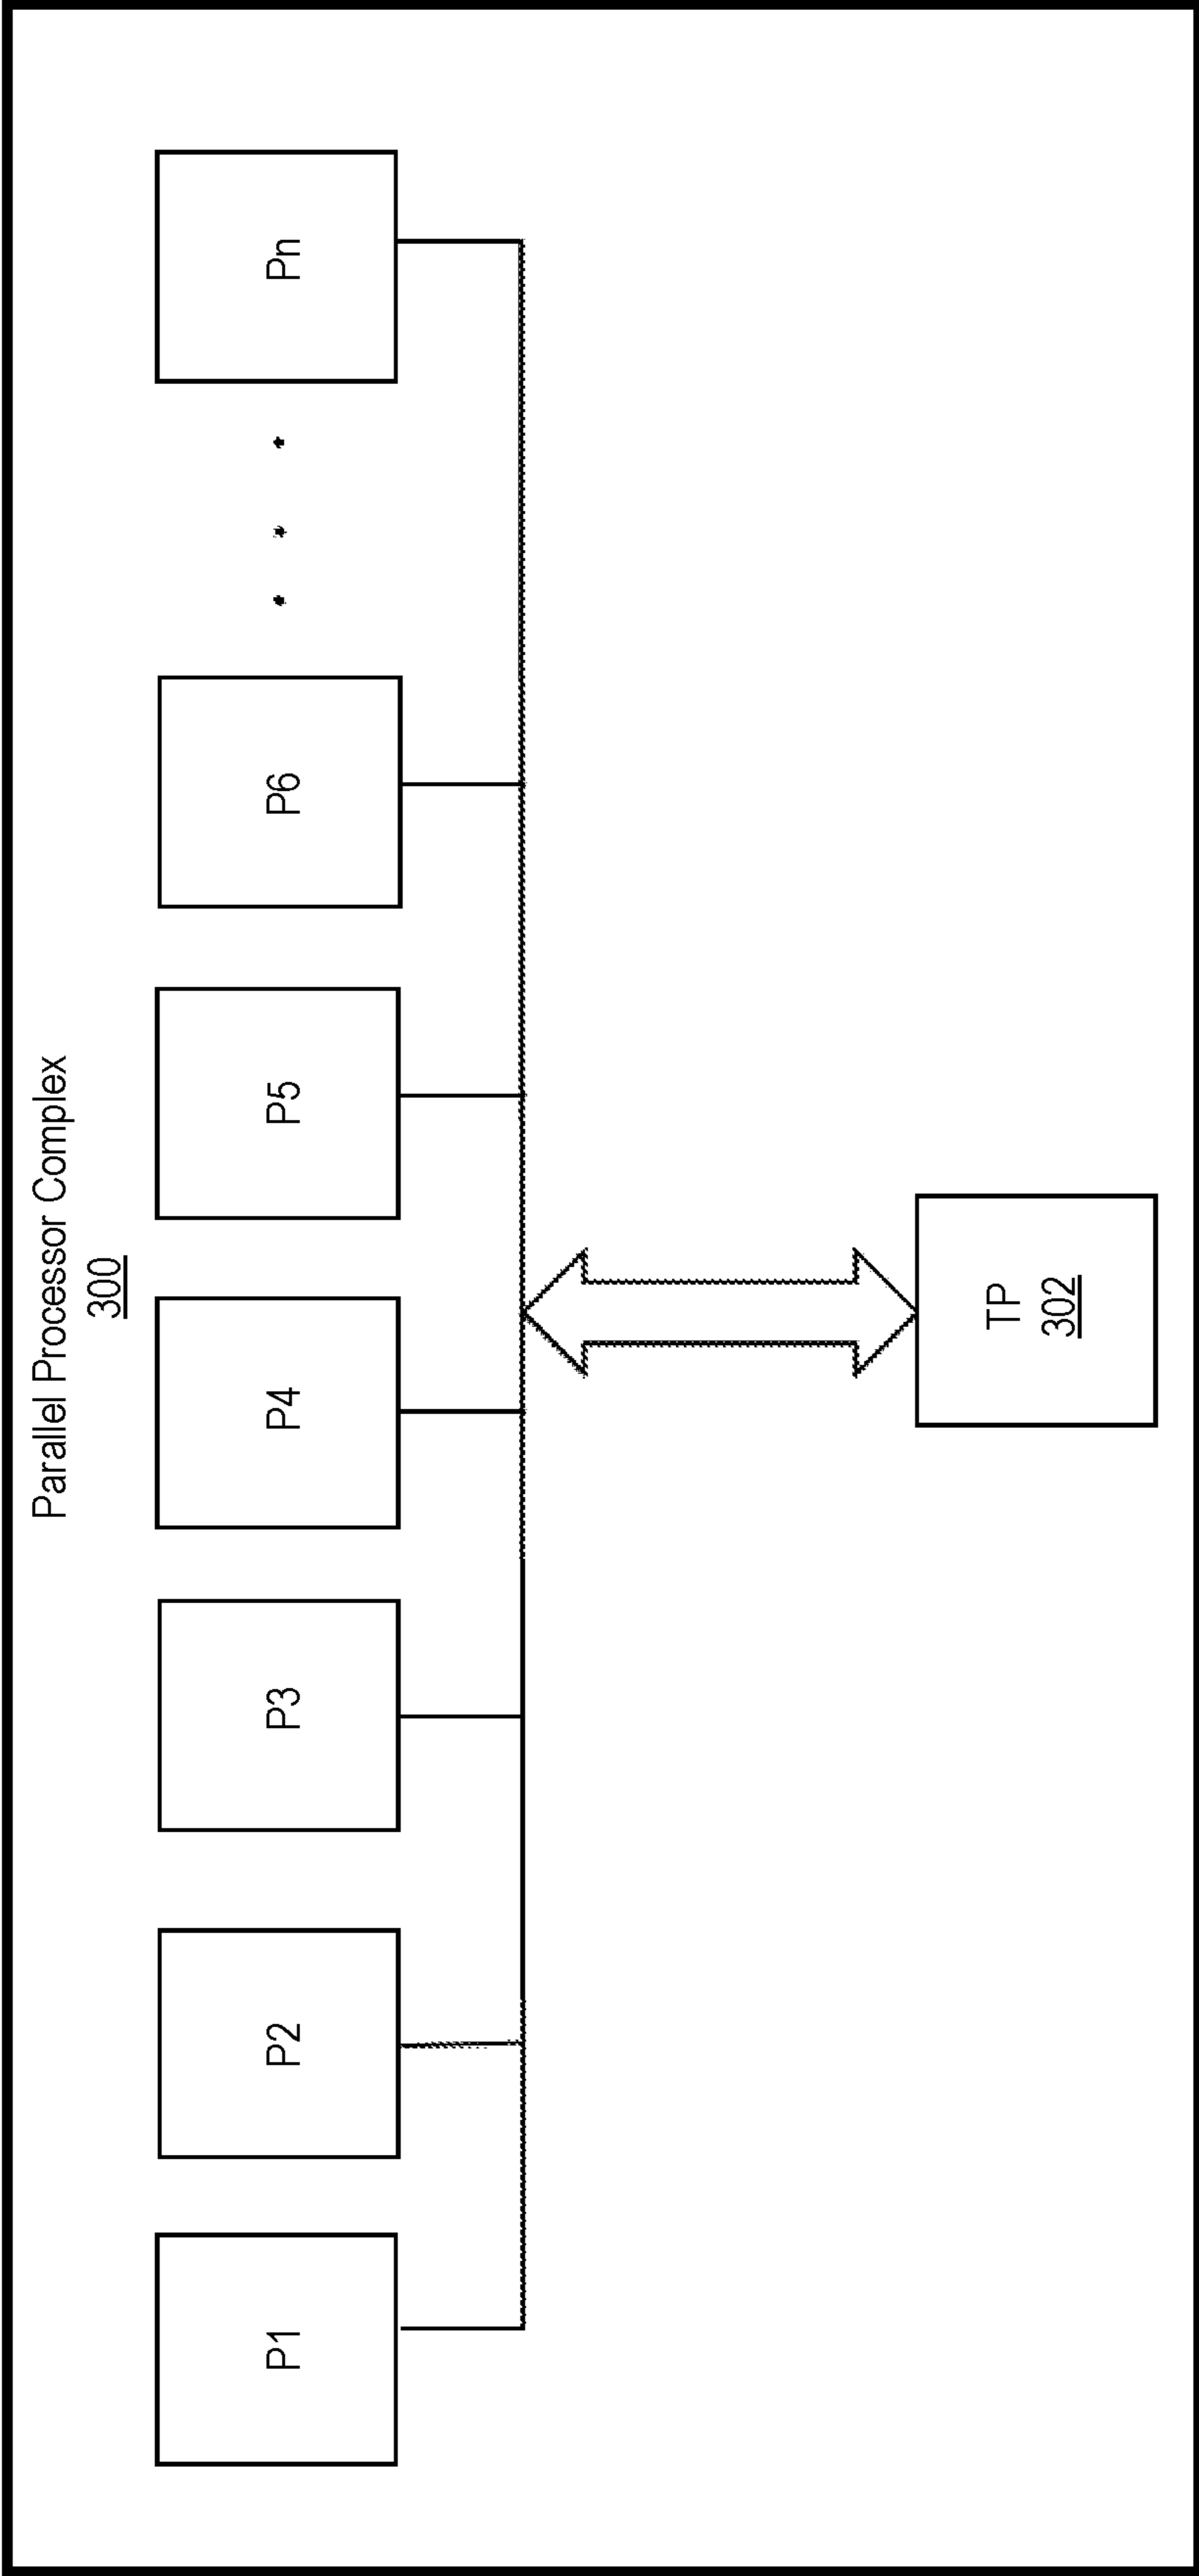 Parallel Processor Complex
300
P1
P2
P3
P4
P5
P6
Pn
TP
302